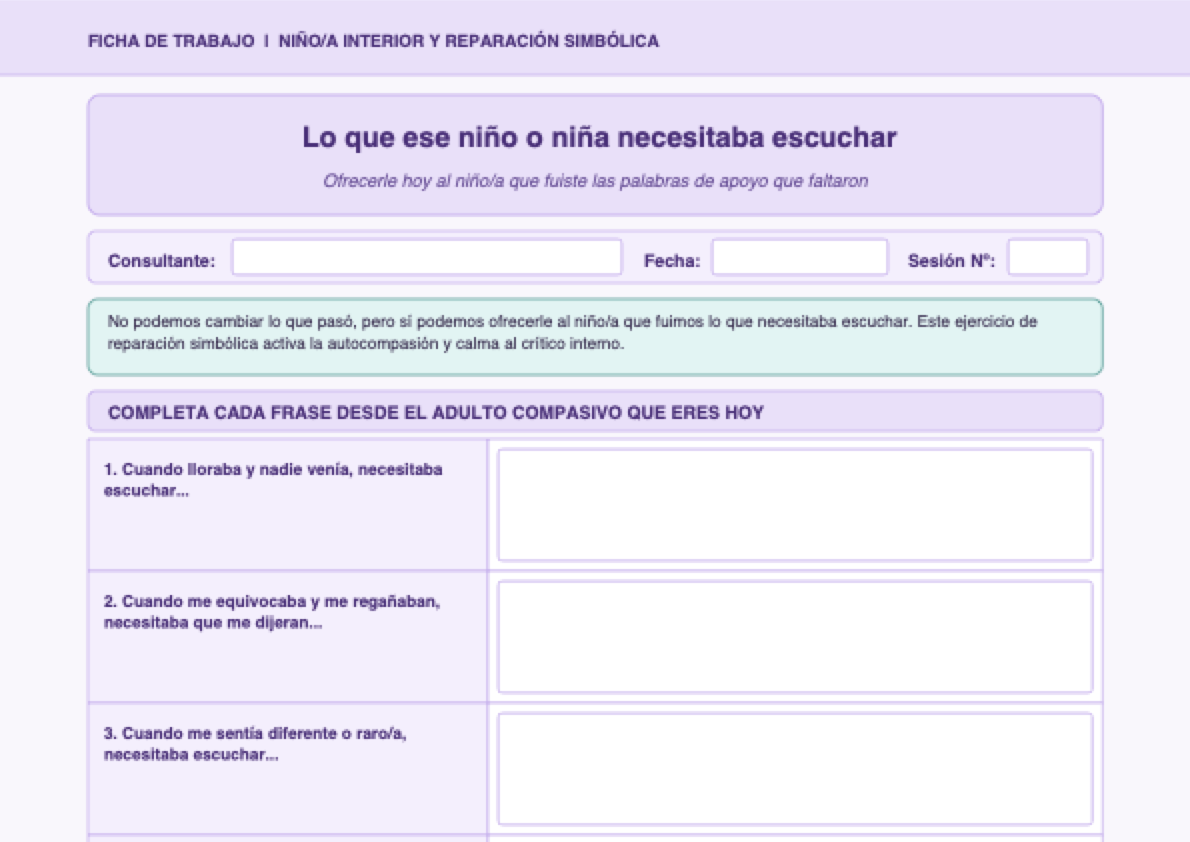 FICHA DE TRABAJO | NIÑO/A INTERIOR Y REPARACIÓN SIMBÓLICA
Lo que ese niño o niña necesitaba escuchar
Ofrecerle hoy al niño/a que fuiste las palabras de apoyo que faltaron
Consultante: Fecha: Sesión Nº:
No podemos cambiar lo que pasó, pero sí podemos ofrecerle al niño/a que fuimos lo que necesitaba escuchar. Este ejercicio de
reparación simbólica activa la autocompasión y calma al crítico interno.
COMPLETA CADA FRASE DESDE EL ADULTO COMPASIVO QUE ERES HOY
1. Cuando lloraba y nadie venía, necesitaba
escuchar...
2. Cuando me equivocaba y me regañaban,
necesitaba que me dijeran...
3. Cuando me sentía diferente o raro/a,
necesitaba escuchar...